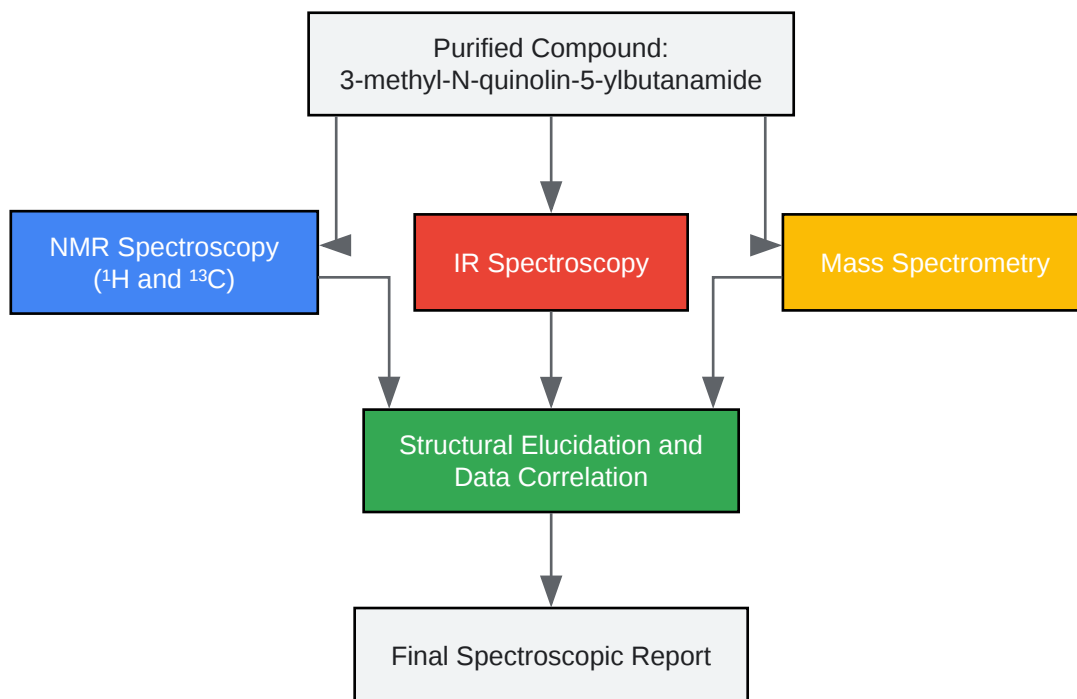 Purified Compound:
3-methyl-N-quinolin-5-ylbutanamide
NMR Spectroscopy
(¹H and ¹³C)
IR Spectroscopy
Mass Spectrometry
Structural Elucidation and
Data Correlation
Final Spectroscopic Report